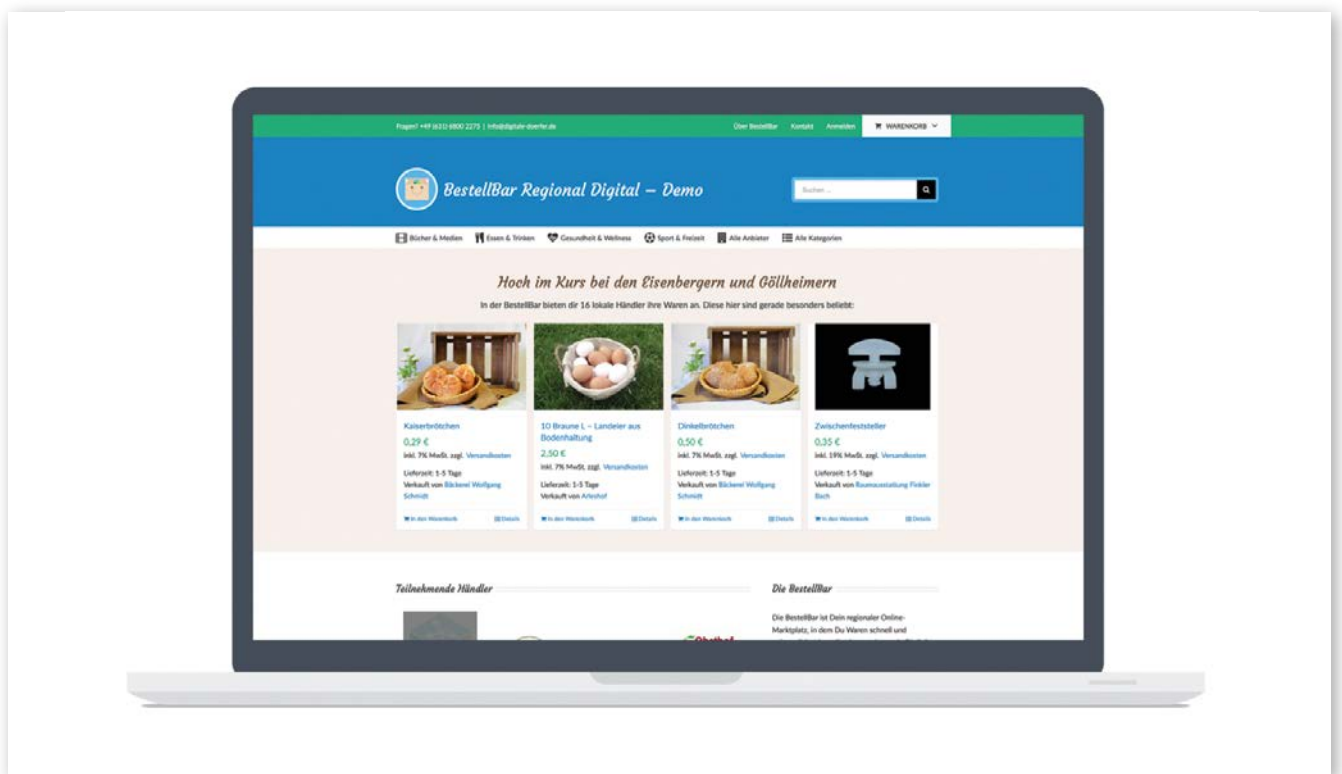 Fragen? +49 (631) 6800 2275 | info@digitale-doerfer.de
Über BestellBar Kontakt Anmelden WARENKORB
BestellBar Regional Digital – Demo
Suchen ...
Bücher & Medien Essen & Trinken Gesundheit & Wellness Sport & Freizeit Alle Anbieter Alle Kategorien
Hoch im Kurs bei den Eisenbergern und Göllheimern
In der BestellBar bieten dir 16 lokale Händler ihre Waren an. Diese hier sind gerade besonders beliebt:
Kaiserbrötchen
0,29 €
inkl. 7% MwSt. zzgl. Versandkosten
Lieferzeit: 1-5 Tage
Verkauft von Bäckerei Wolfgang
Schmidt
In den Warenkorb Details
10 Braune L – Landeier aus
Bodenhaltung
2,50 €
inkl. 7% MwSt. zzgl. Versandkosten
Lieferzeit: 1-5 Tage
Verkauft von Arleshof
In den Warenkorb Details
Dinkelbrötchen
0,50 €
inkl. 7% MwSt. zzgl. Versandkosten
Lieferzeit: 1-5 Tage
Verkauft von Bäckerei Wolfgang
Schmidt
In den Warenkorb Details
Zwischenfeststeller
0,35 €
inkl. 19% MwSt. zzgl. Versandkosten
Lieferzeit: 1-5 Tage
Verkauft von Raumausstattung Finkler
Bach
In den Warenkorb Details
Teilnehmende Händler
Die BestellBar
Die BestellBar ist Dein regionaler Online-
Marktplatz, in dem Du Waren schnell und